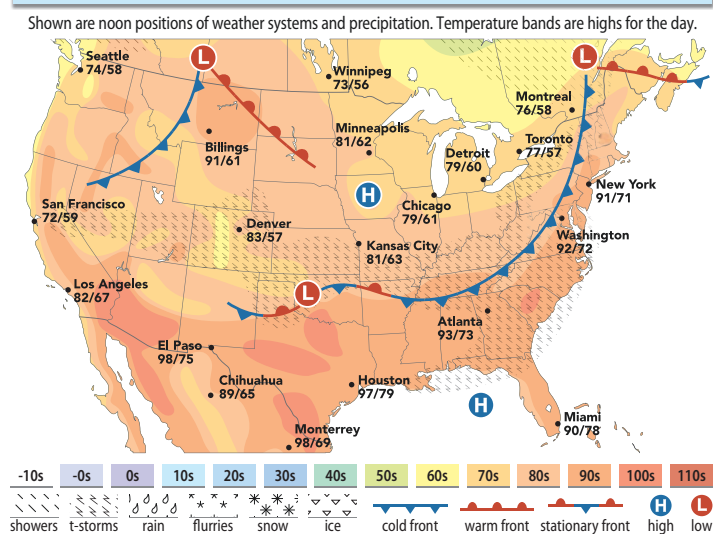 Shown are noon positions of weather systems and precipitation. Temperature bands are highs for the day.
Seattle
74/58
L
L
Winnipeg
73/56
Montreal
76/58
Minneapolis
81/62
Billings
91/61
Toronto
77/57
Detroit
79/60
H
New York
91/71
San Francisco
72/59
Chicago
79/61
Denver
83/57
Washington
92/72
Kansas City
81/63
Los Angeles
82/67
L
Atlanta
93/73
El Paso
98/75
Chihuahua
89/65
Houston
97/79
H
Miami
90/78
Monterrey
98/69
-10s -0s 0s 10s 20s 30s 40s 50s 60s 70s 80s 90s 100s 110s
H L
showers t-storms rain flurries snow ice cold front warm front stationary front high low